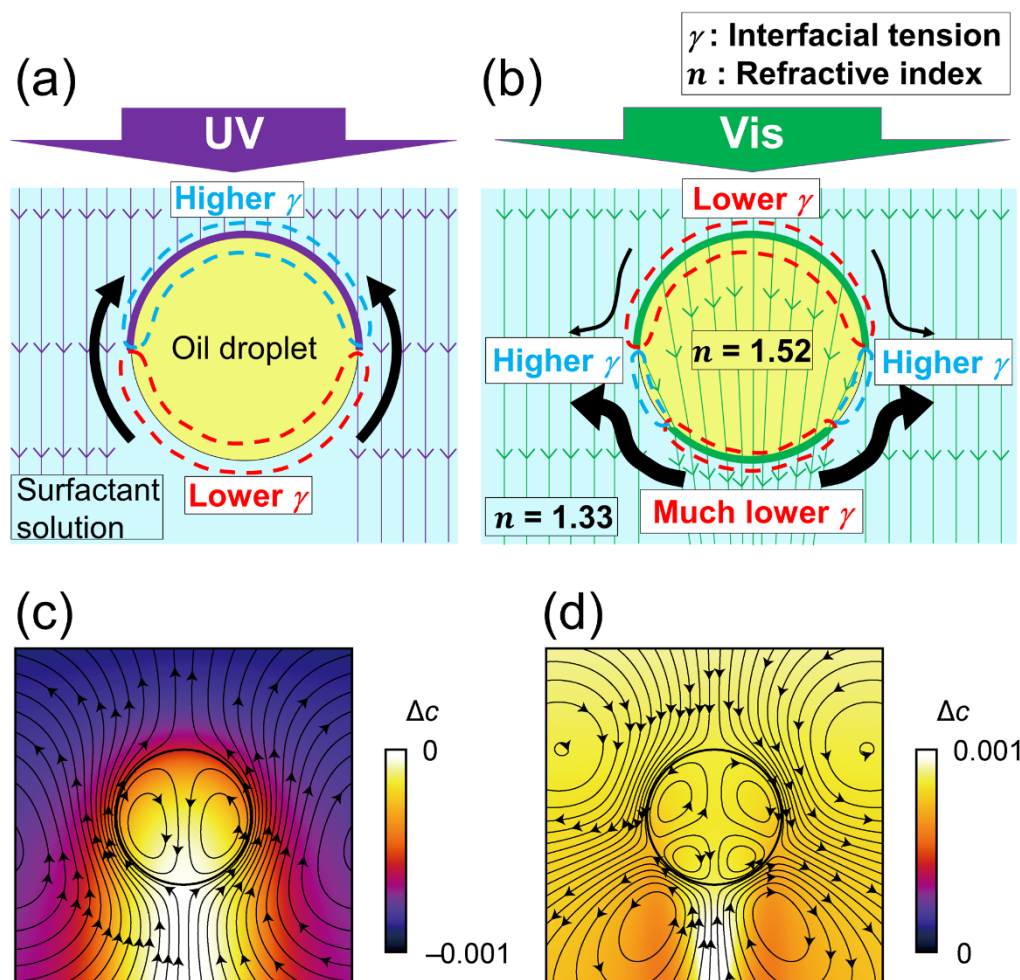 γ : Interfacial tension
n : Refractive index
(a)
(b)
UV
Vis
Higher γ
Lower γ
Oil droplet
n = 1.52
Higher γ
Higher γ
Lower γ
Much lower γ
Surfactant
solution
n = 1.33
(c)
(d)
Δc
0
–0.001
Δc
0.001
0